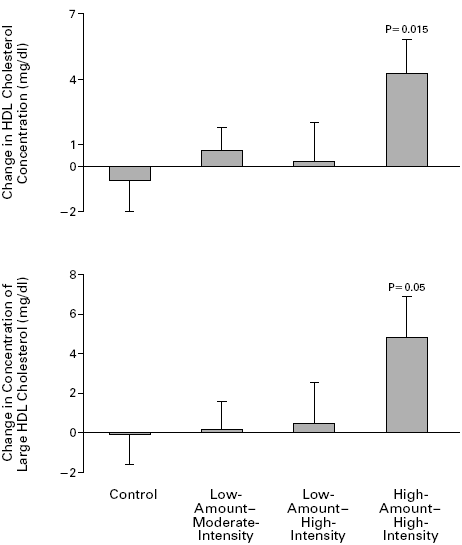 Change in HDL Cholesterol
Concentration (mg/dl)
7
4
1
0
−2
P=0.015
Change in Concentration of
Large HDL Cholesterol (mg/dl)
8
6
4
2
0
−2
P=0.05
Control
Low-
Amount–
Moderate-
Intensity
Low-
Amount–
High-
Intensity
High-
Amount–
High-
Intensity